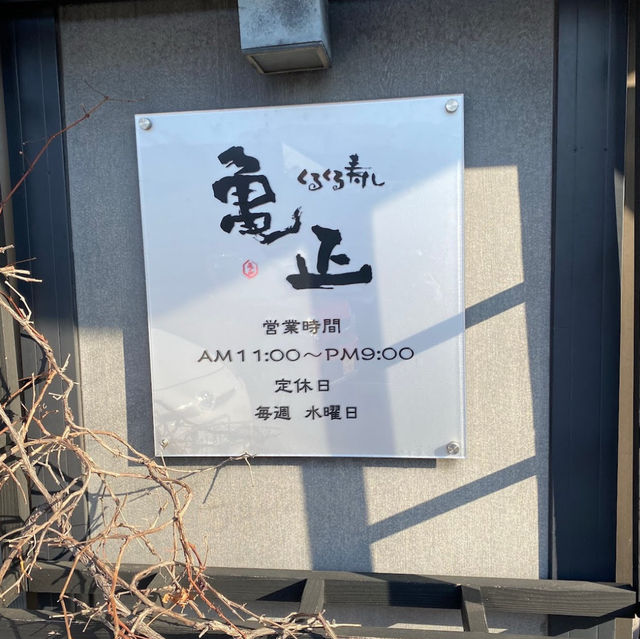 くるくる寿し
亀正
営業時間
AM11:00～PM9:00
定休日
毎週 水曜日